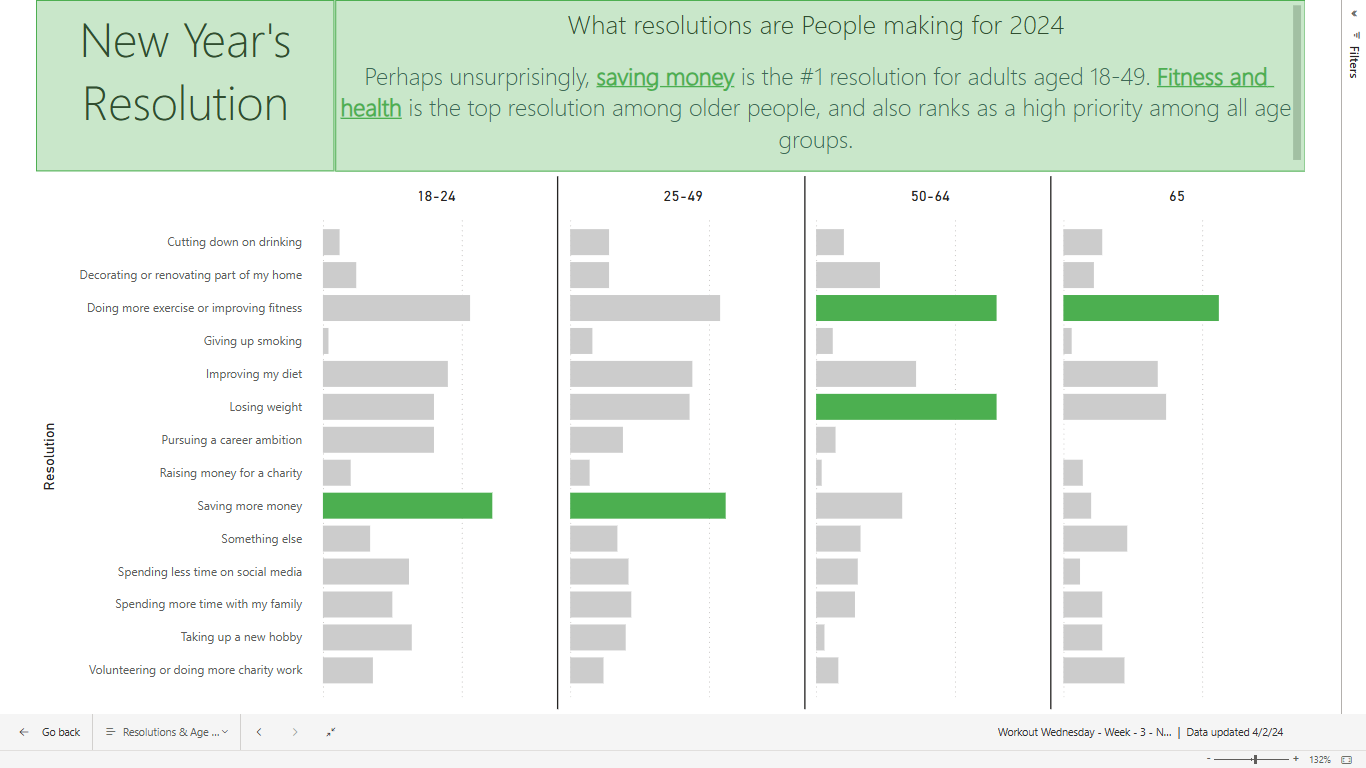 New Year's
Resolution
What resolutions are People making for 2024
Perhaps unsurprisingly, saving money is the #1 resolution for adults aged 18-49. Fitness and
health is the top resolution among older people, and also ranks as a high priority among all age
groups.
Filters
18-24
25-49
50-64
65
Resolution
Cutting down on drinking
Decorating or renovating part of my home
Doing more exercise or improving fitness
Giving up smoking
Improving my diet
Losing weight
Pursuing a career ambition
Raising money for a charity
Saving more money
Something else
Spending less time on social media
Spending more time with my family
Taking up a new hobby
Volunteering or doing more charity work
Go back
Resolutions & Age ...
Workout Wednesday - Week - 3 - N... | Data updated 4/2/24
- + 132%